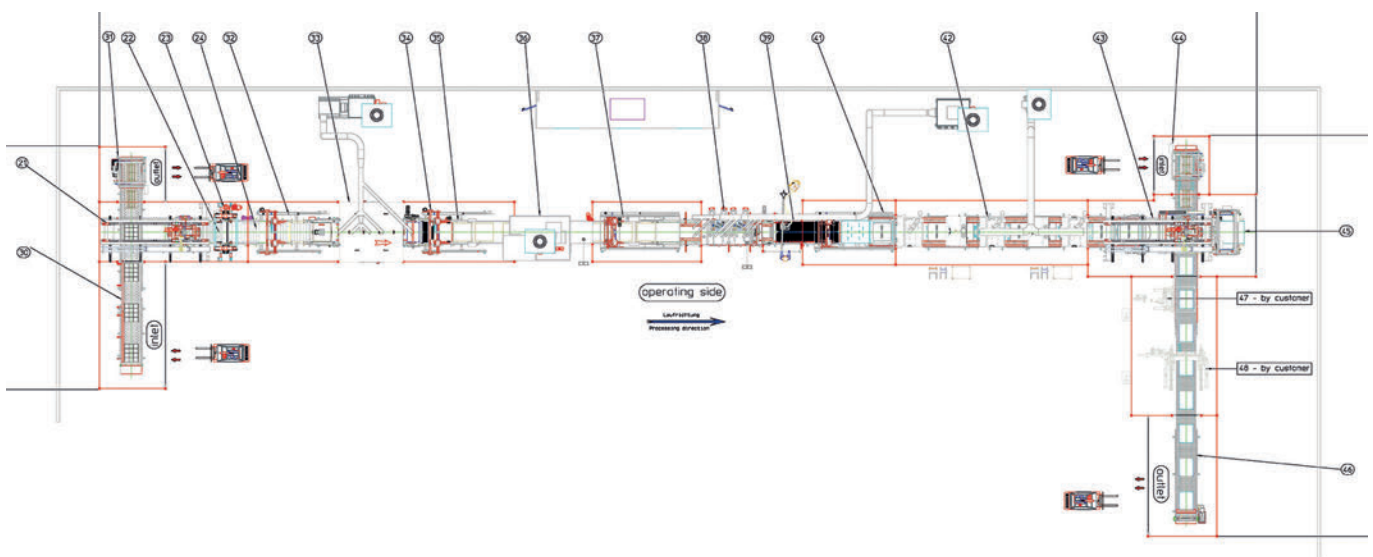 31
22
23
24
32
33
34
35
36
37
38
39
41
42
43
44
21
outlet
inlet
30
45
operating side
Laufrichtung
Processing direction
47 - by customer
inlet
48 - by customer
outlet
46